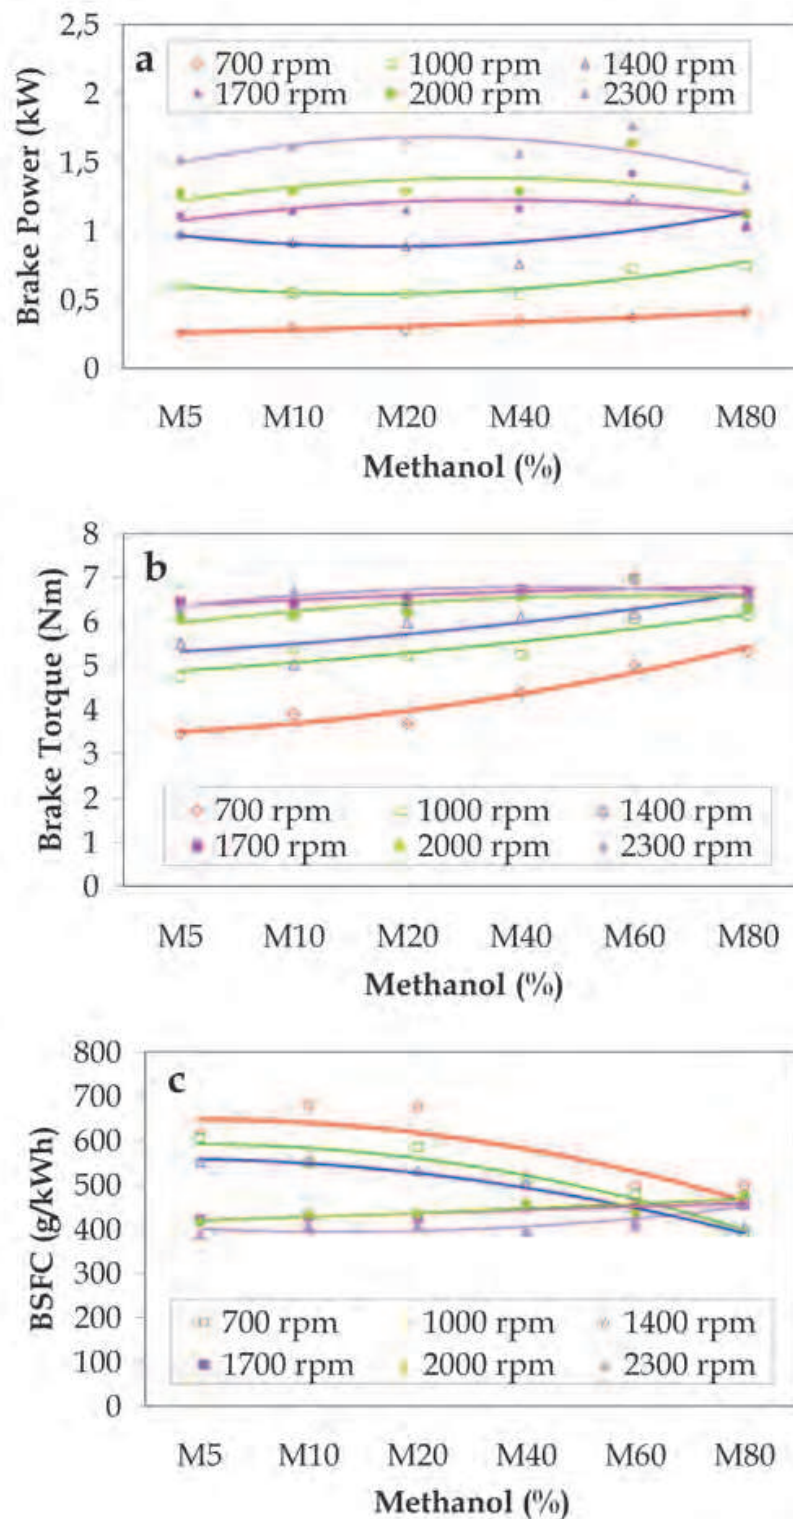 2,5
a
700 rpm 1000 rpm 1400 rpm
1700 rpm 2000 rpm 2300 rpm
2
1,5
1
0,5
0
Brake Power (kW)
M5 M10 M20 M40 M60 M80
Methanol (%)
8
b
7
6
5
4
3
2
1
0
Brake Torque (Nm)
700 rpm 1000 rpm 1400 rpm
1700 rpm 2000 rpm 2300 rpm
M5 M10 M20 M40 M60 M80
Methanol (%)
800
c
700
600
500
400
300
200
100
0
BSFC (g/kWh)
700 rpm 1000 rpm 1400 rpm
1700 rpm 2000 rpm 2300 rpm
M5 M10 M20 M40 M60 M80
Methanol (%)